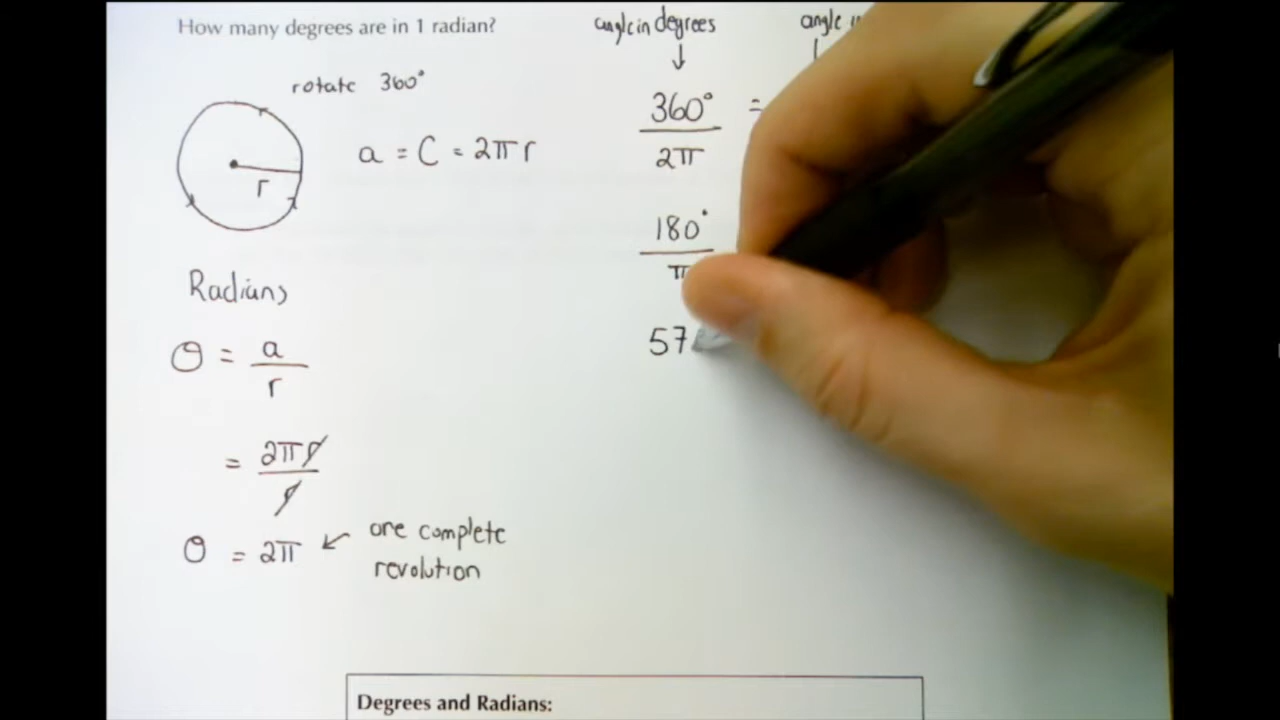 How many degrees are in 1 radian?
rotate 360°
r
a = C = 2πr
Radians
θ = a/r
= 2πr/r
θ = 2π ↙ one complete
revolution
angle in degrees
↓
360° =
2π
180°
π
57
angle
Degrees and Radians: